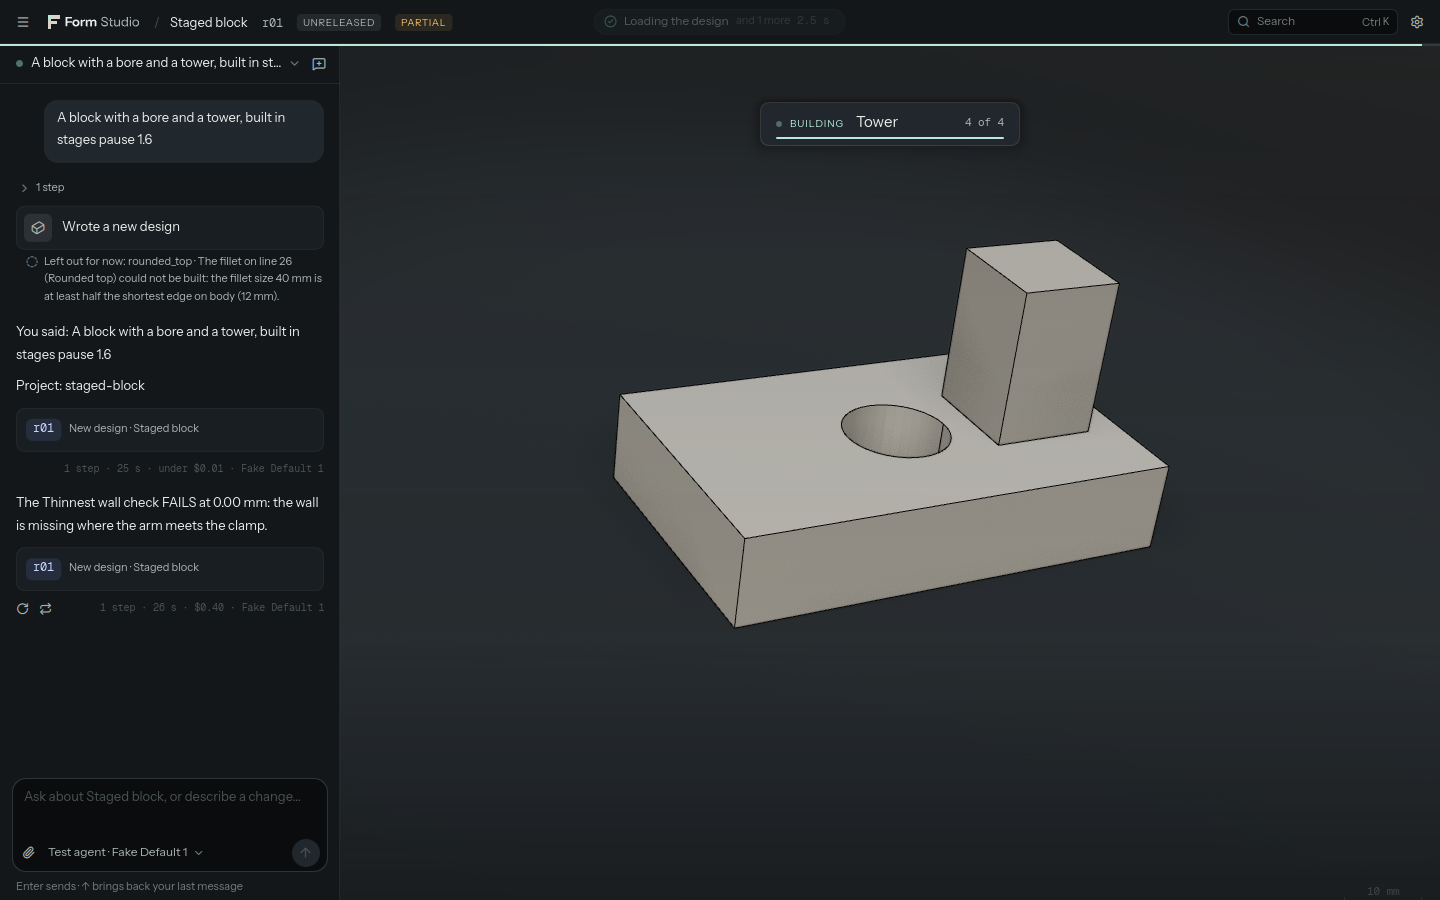 Form Studio / Staged block r01 UNRELEASED PARTIAL
Loading the design and 1 more 2.5 s
Search Ctrl K
A block with a bore and a tower, built in st...
A block with a bore and a tower, built in
stages pause 1.6
1 step
Wrote a new design
Left out for now: rounded_top · The fillet on line 26
(Rounded top) could not be built: the fillet size 40 mm is
at least half the shortest edge on body (12 mm).
You said: A block with a bore and a tower, built in
stages pause 1.6
Project: staged-block
r01 New design · Staged block
1 step · 25 s · under $0.01 · Fake Default 1
The Thinnest wall check FAILS at 0.00 mm: the wall
is missing where the arm meets the clamp.
r01 New design · Staged block
1 step · 26 s · $0.40 · Fake Default 1
Ask about Staged block, or describe a change...
Test agent · Fake Default 1
Enter sends · ↑ brings back your last message
BUILDING Tower 4 of 4
10 mm